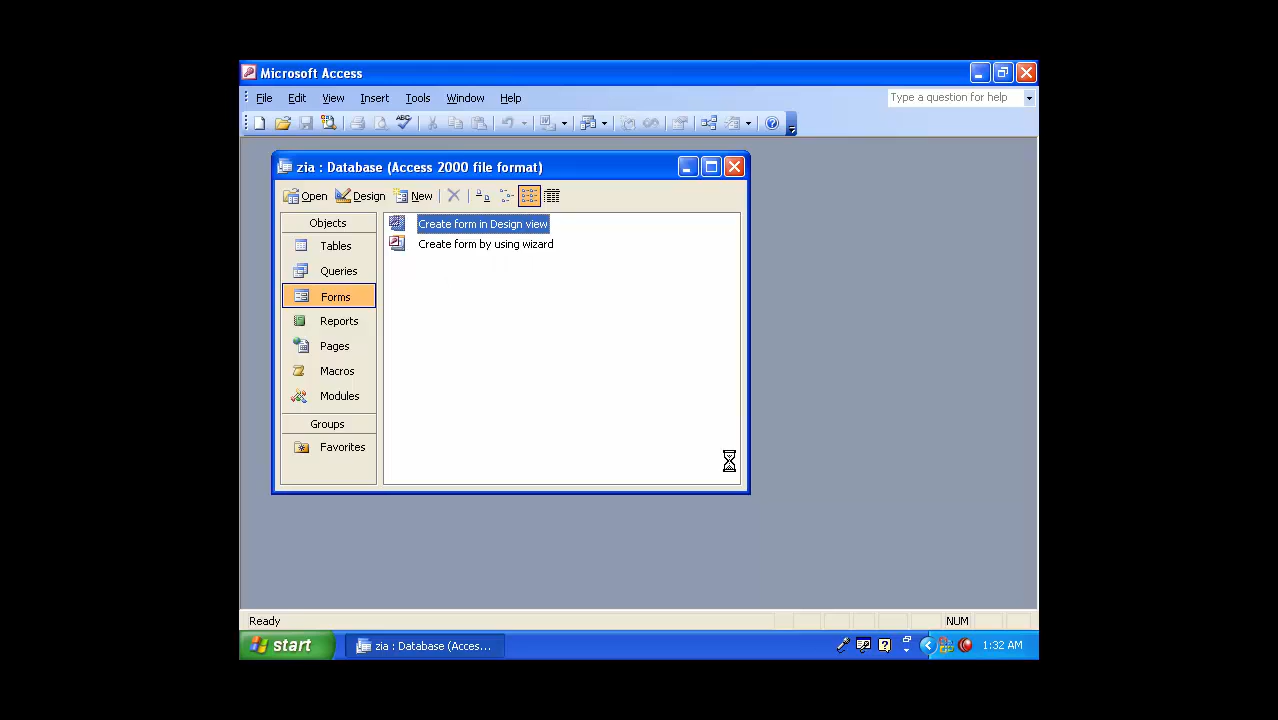 Microsoft Access
File Edit View Insert Tools Window Help Type a question for help
ABC
zia : Database (Access 2000 file format)
Open Design New
Objects
Tables
Queries
Forms
Reports
Pages
Macros
Modules
Groups
Favorites
Create form in Design view
Create form by using wizard
Ready NUM
start zia : Database (Acces... 1:32 AM